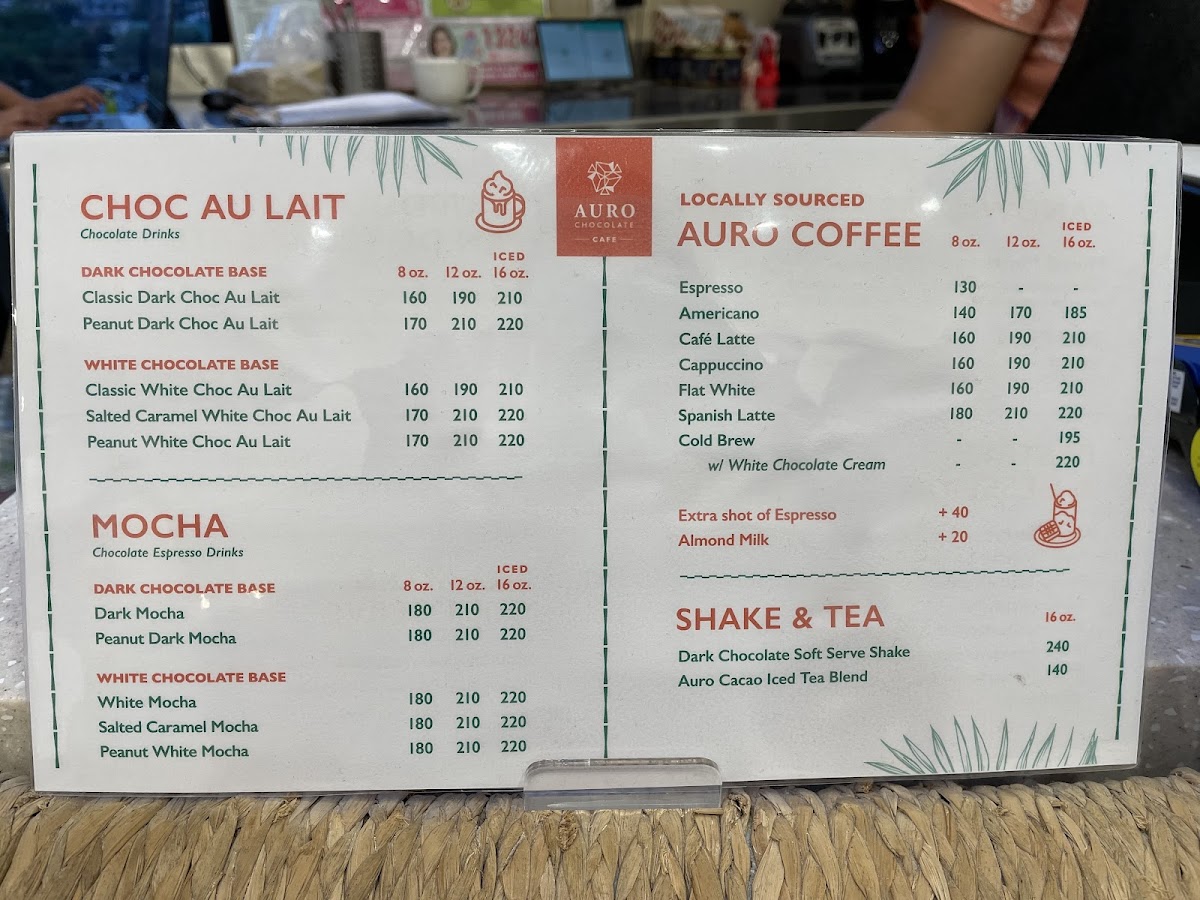 CHOC AU LAIT
Chocolate Drinks
ICED
DARK CHOCOLATE BASE 8 oz. 12 oz. 16 oz.
Classic Dark Choc Au Lait 160 190 210
Peanut Dark Choc Au Lait 170 210 220
WHITE CHOCOLATE BASE
Classic White Choc Au Lait 160 190 210
Salted Caramel White Choc Au Lait 170 210 220
Peanut White Choc Au Lait 170 210 220
MOCHA
Chocolate Espresso Drinks
ICED
DARK CHOCOLATE BASE 8 oz. 12 oz. 16 oz.
Dark Mocha 180 210 220
Peanut Dark Mocha 180 210 220
WHITE CHOCOLATE BASE
White Mocha 180 210 220
Salted Caramel Mocha 180 210 220
Peanut White Mocha 180 210 220
AURO
CHOCOLATE
CAFE
LOCALLY SOURCED
ICED
AURO COFFEE 8 oz. 12 oz. 16 oz.
Espresso 130 - -
Americano 140 170 185
Café Latte 160 190 210
Cappuccino 160 190 210
Flat White 160 190 210
Spanish Latte 180 210 220
Cold Brew - - 195
w/ White Chocolate Cream - - 220
Extra shot of Espresso + 40
Almond Milk + 20
SHAKE & TEA 16 oz.
Dark Chocolate Soft Serve Shake 240
Auro Cacao Iced Tea Blend 140